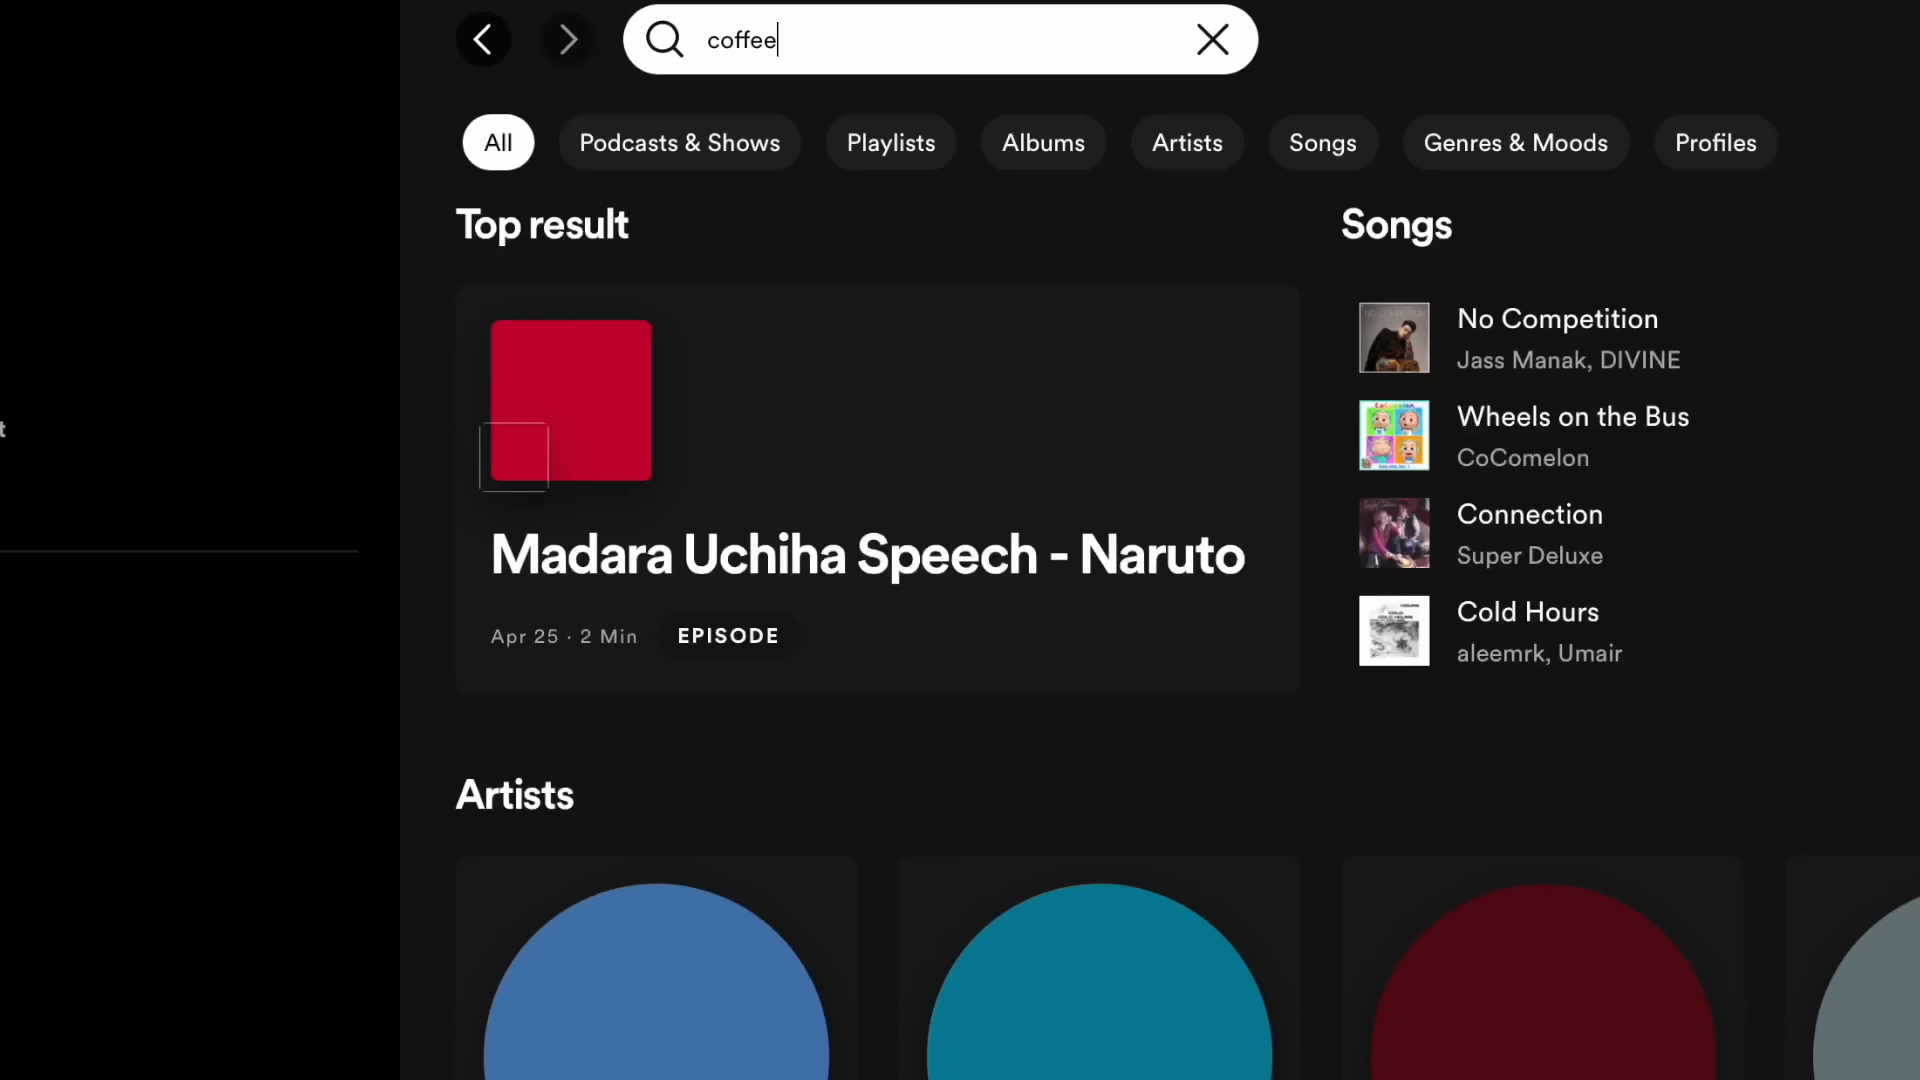 coffee
All
Podcasts & Shows
Playlists
Albums
Artists
Songs
Genres & Moods
Profiles
Top result
Songs
No Competition
Jass Manak, DIVINE
Wheels on the Bus
CoComelon
Connection
Super Deluxe
Cold Hours
aleemrk, Umair
t
Madara Uchiha Speech - Naruto
Apr 25 · 2 Min EPISODE
Artists